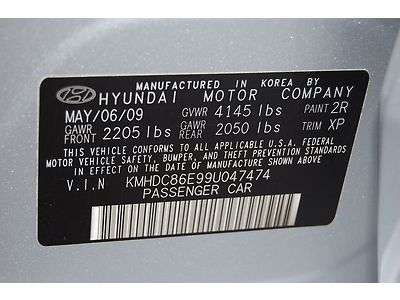 MANUFACTURED IN KOREA BY
HYUNDAI MOTOR COMPANY
MAY/06/09 GVWR 4145 lbs PAINT 2R
GAWR FRONT 2205 lbs GAWR REAR 2050 lbs TRIM XP
THIS VEHICLE CONFORMS TO ALL APPLICABLE U.S.A. FEDERAL
MOTOR VEHICLE SAFETY, BUMPER, AND THEFT PREVENTION
STANDARDS IN EFFECT ON THE DATE OF MANUFACTURE SHOWN ABOVE.
V.I.N KMHDC86E99U047474
PASSENGER CAR